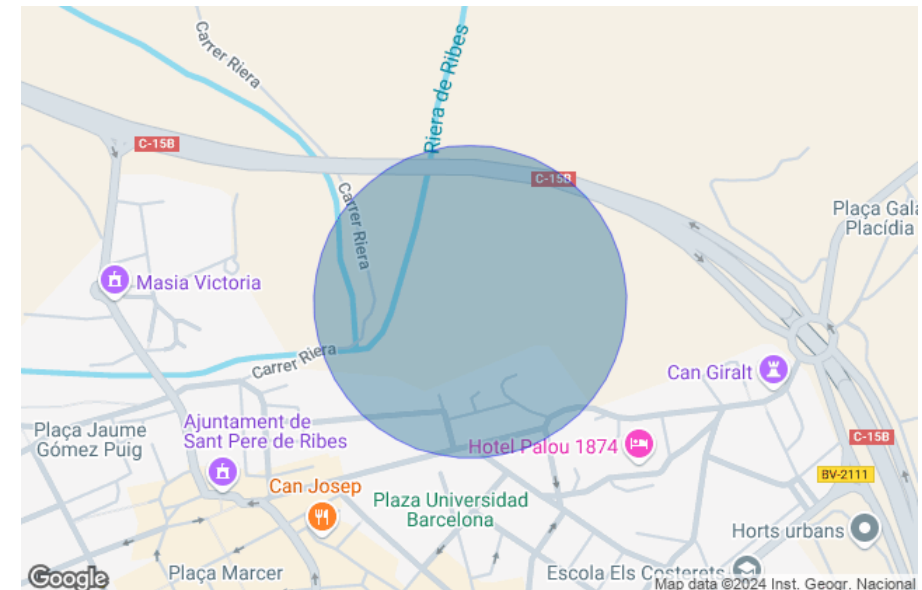 Carrer Riera
Riera de Ribes
C-15B
C-15B
Carrer Riera
Plaça Gala
Placídia
Masia Victoria
Carrer Riera
Can Giralt
Ajuntament de
Sant Pere de Ribes
Plaça Jaume
Gómez Puig
Hotel Palou 1874
C-15B
BV-2111
Can Josep
Plaza Universidad
Barcelona
Horts urbans
Plaça Marcer
Escola Els Costerets
Google
Map data ©2024 Inst. Geogr. Nacional